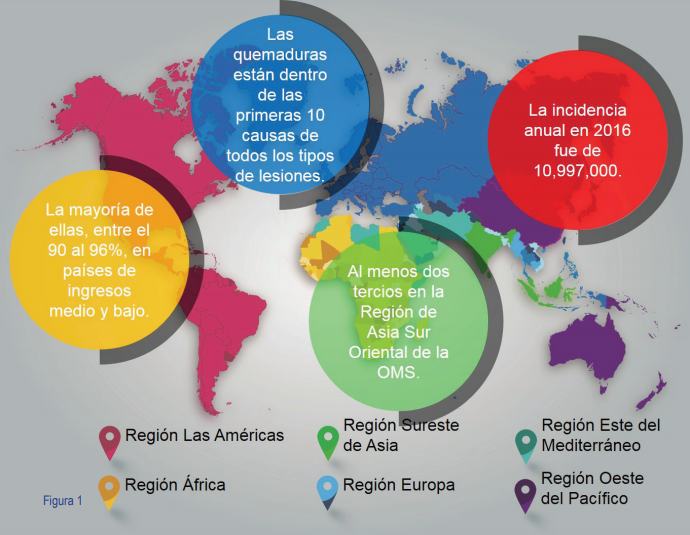 Las
quemaduras
están dentro
de las
primeras 10
causas de
todos los tipos
de lesiones.
La incidencia
anual en 2016
fue de
10,997,000.
La mayoría de
ellas, entre el
90 al 96%, en
países de
ingresos
medio y bajo.
Al menos dos
tercios en la
Región de
Asia Sur
Oriental de la
OMS.
Región Las Américas
Región Sureste
de Asia
Región Este del
Mediterráneo
Región África
Región Europa
Región Oeste
del Pacífico
Figura 1